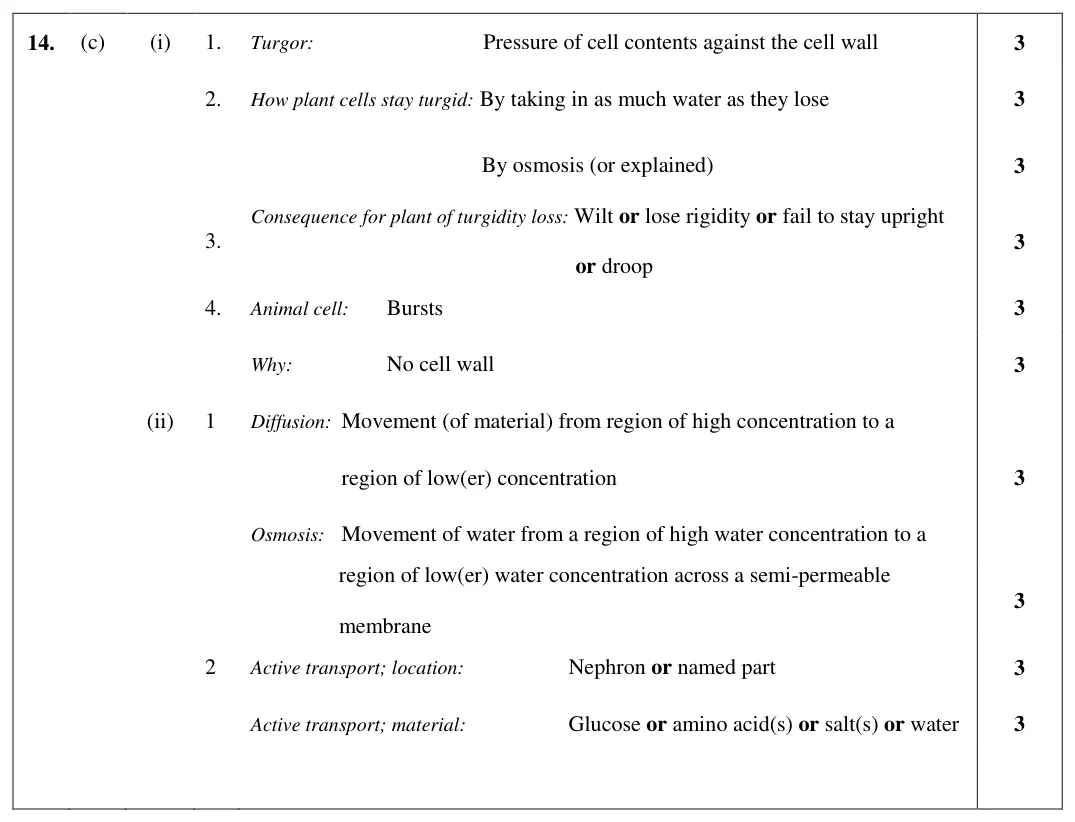 14. (c) (i) 1. Turgor: Pressure of cell contents against the cell wall 3
2. How plant cells stay turgid: By taking in as much water as they lose 3
By osmosis (or explained) 3
Consequence for plant of turgidity loss: Wilt or lose rigidity or fail to stay upright
3. 3
or droop
4. Animal cell: Bursts 3
Why: No cell wall 3
(ii) 1 Diffusion: Movement (of material) from region of high concentration to a
region of low(er) concentration 3
Osmosis: Movement of water from a region of high water concentration to a
region of low(er) water concentration across a semi-permeable
3
membrane
2 Active transport; location: Nephron or named part 3
Active transport; material: Glucose or amino acid(s) or salt(s) or water 3